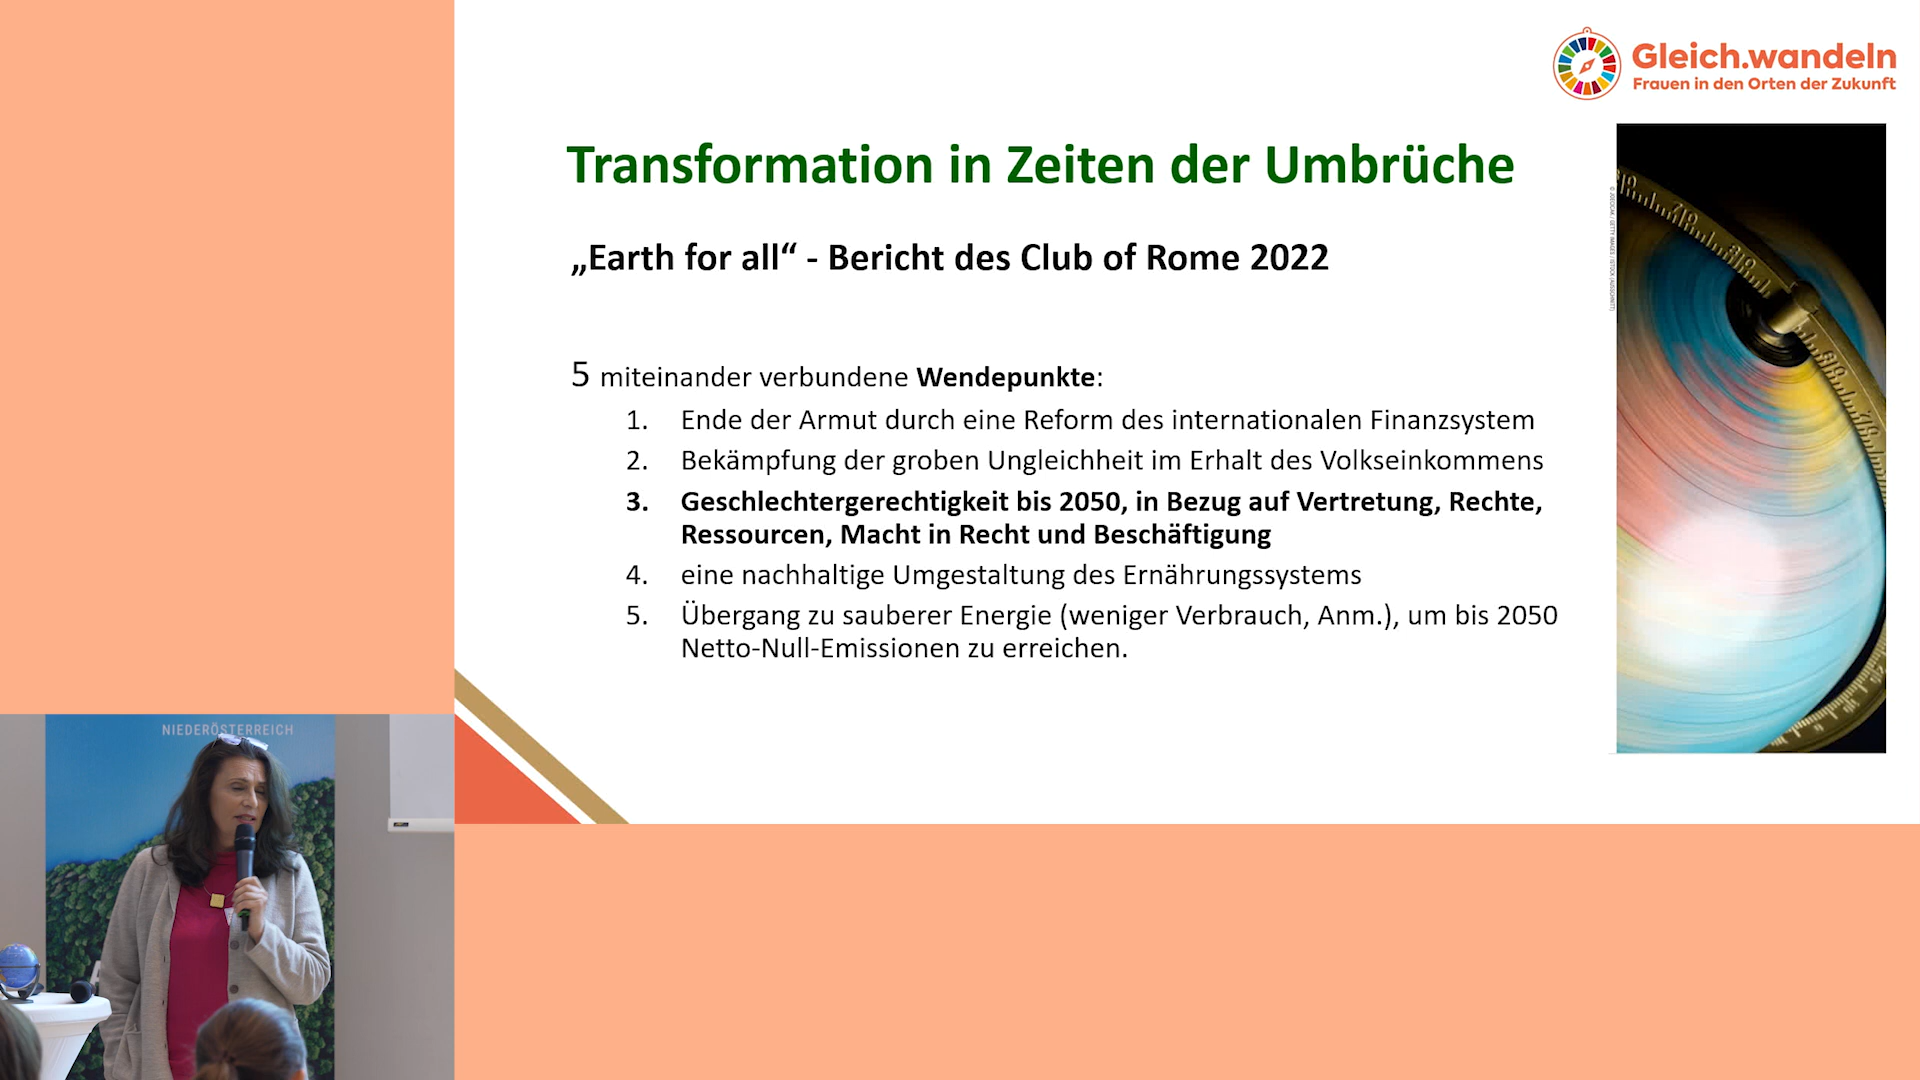 Gleich.wandeln
Frauen in den Orten der Zukunft
Transformation in Zeiten der Umbrüche
„Earth for all“ - Bericht des Club of Rome 2022
5 miteinander verbundene Wendepunkte:
1. Ende der Armut durch eine Reform des internationalen Finanzsystem
2. Bekämpfung der groben Ungleichheit im Erhalt des Volkseinkommens
3. Geschlechtergerechtigkeit bis 2050, in Bezug auf Vertretung, Rechte,
Ressourcen, Macht in Recht und Beschäftigung
4. eine nachhaltige Umgestaltung des Ernährungssystems
5. Übergang zu sauberer Energie (weniger Verbrauch, Anm.), um bis 2050
Netto-Null-Emissionen zu erreichen.
NIEDERÖSTERREICH